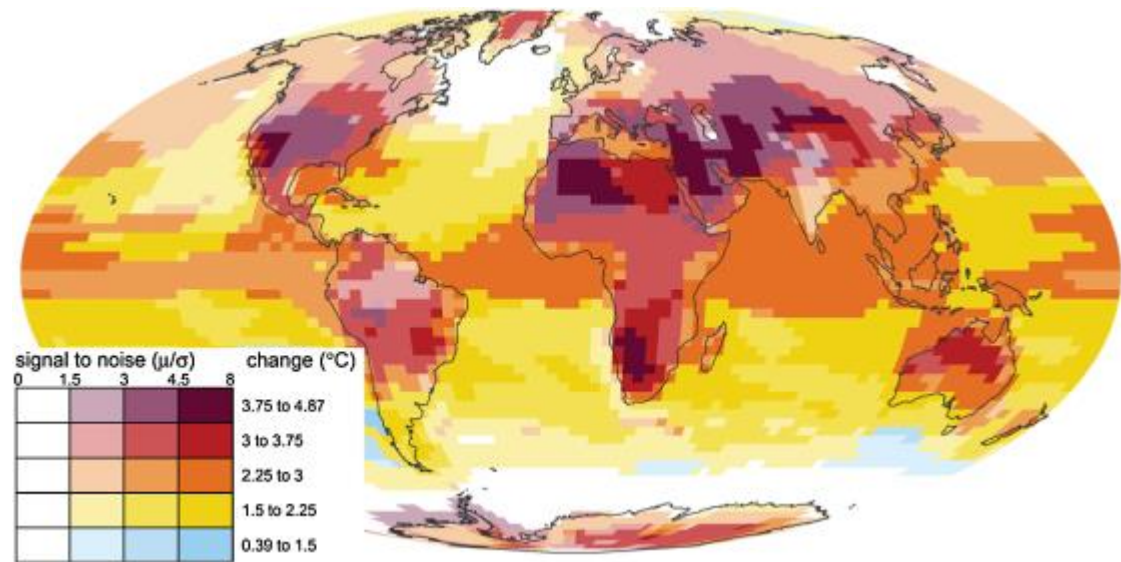 signal to noise (μ/σ) change (°C)
0 1.5 3 4.5 8
3.75 to 4.87
3 to 3.75
2.25 to 3
1.5 to 2.25
0.39 to 1.5